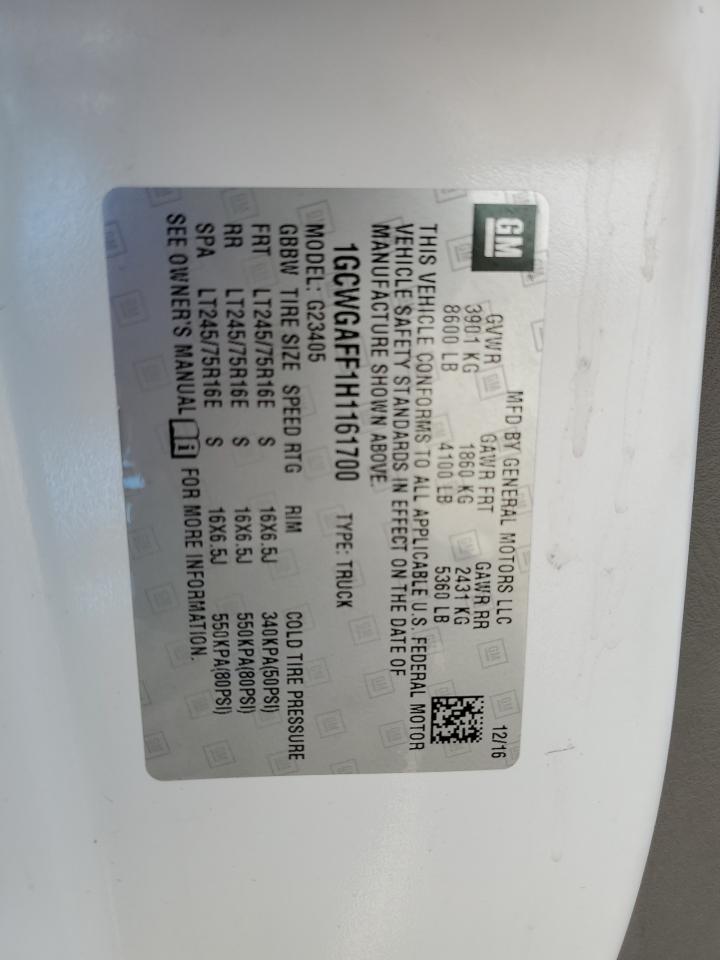 GM
MFD BY GENERAL MOTORS LLC 12/16
GVWR GAWR FRT GAWR RR
3901 KG 1860 KG 2431 KG
8600 LB 4100 LB 5360 LB
THIS VEHICLE CONFORMS TO ALL APPLICABLE U.S. FEDERAL MOTOR
VEHICLE SAFETY STANDARDS IN EFFECT ON THE DATE OF
MANUFACTURE SHOWN ABOVE.
1GCWGAFF1H1161700 TYPE: TRUCK
MODEL: G23405
GBBW TIRE SIZE SPEED RTG RIM COLD TIRE PRESSURE
FRT LT245/75R16E S 16X6.5J 340KPA(50PSI)
RR LT245/75R16E S 16X6.5J 550KPA(80PSI)
SPA LT245/75R16E S 16X6.5J 550KPA(80PSI)
SEE OWNER'S MANUAL i FOR MORE INFORMATION.